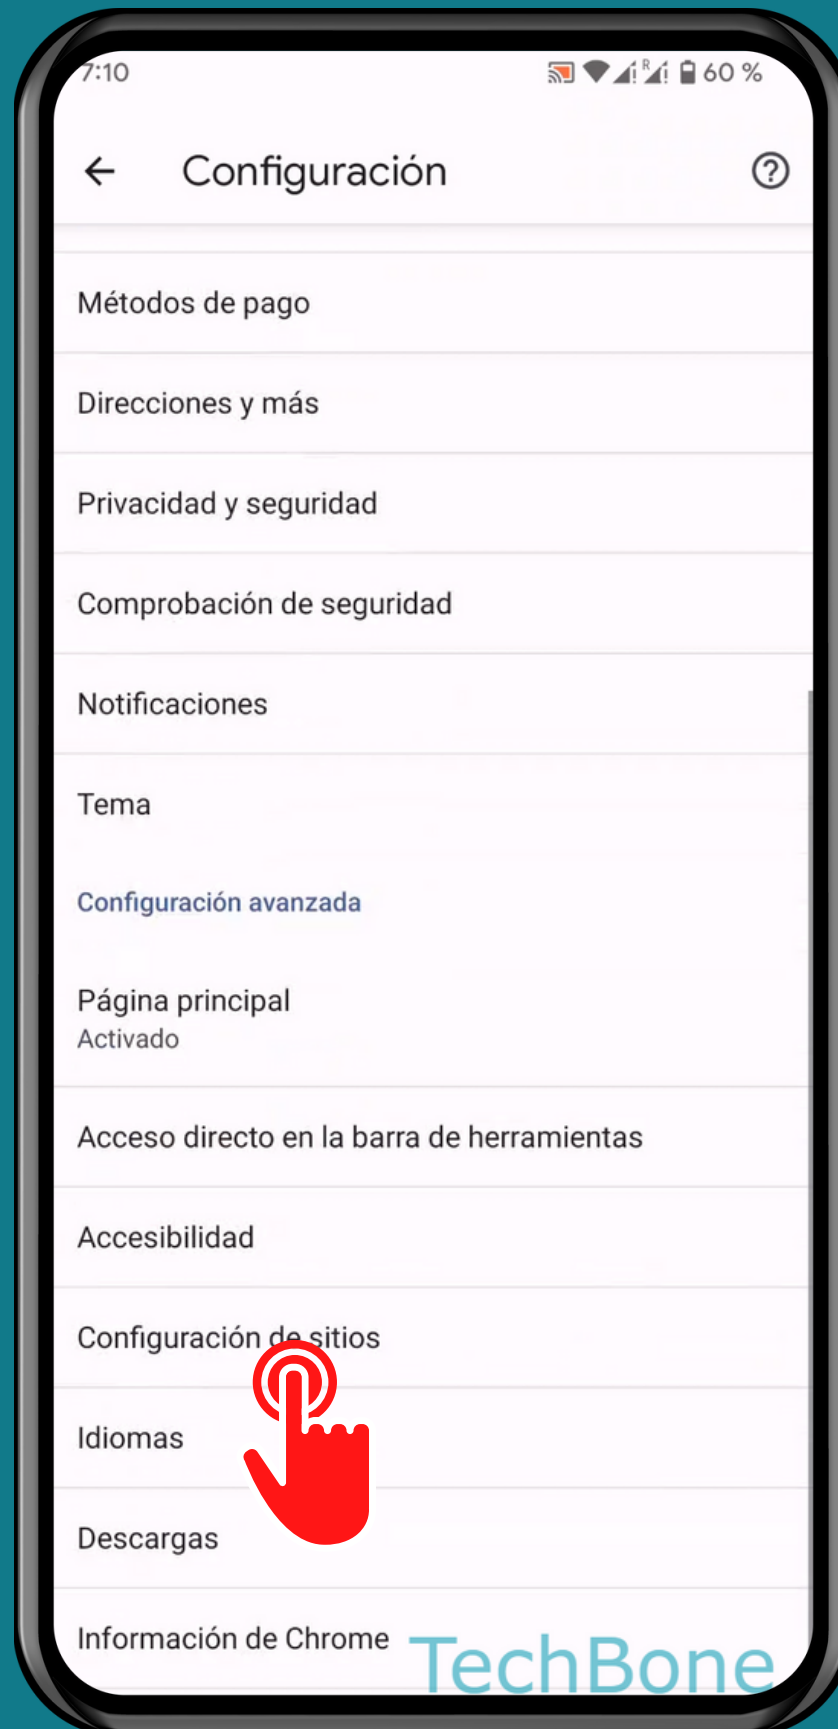 7:10
R
60 %
Configuración
Métodos de pago
Direcciones y más
Privacidad y seguridad
Comprobación de seguridad
Notificaciones
Tema
Configuración avanzada
Página principal
Activado
Acceso directo en la barra de herramientas
Accesibilidad
Configuración de sitios
Idiomas
Descargas
Información de Chrome
TechBone